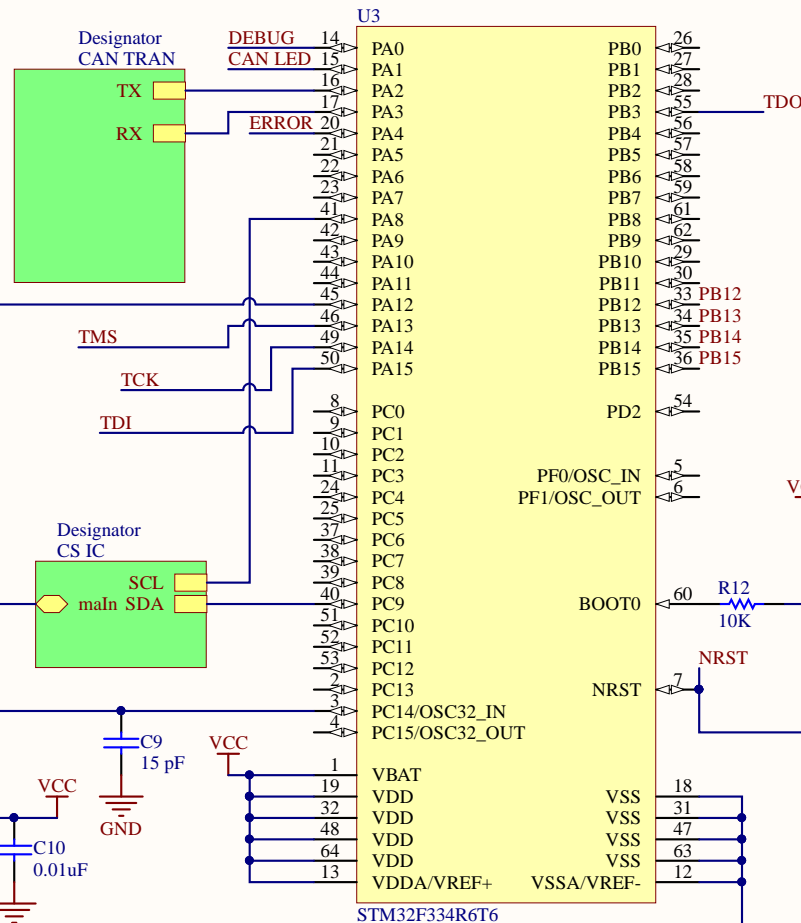 U3
Designator
CAN TRAN
TX
RX
DEBUG 14 PA0
CAN LED 15 PA1
16 PA2
17 PA3
ERROR 20 PA4
21 PA5
22 PA6
23 PA7
41 PA8
42 PA9
43 PA10
44 PA11
45 PA12
46 PA13
49 PA14
50 PA15
TMS
TCK
TDI
8 PC0
9 PC1
10 PC2
11 PC3
24 PC4
25 PC5
37 PC6
38 PC7
39 PC8
40 PC9
51 PC10
52 PC11
53 PC12
2 PC13
3 PC14/OSC32_IN
4 PC15/OSC32_OUT
Designator
CS IC
SCL
maIn SDA
C9
15 pF
GND
VCC
VCC
C10
0.01uF
1 VBAT
19 VDD
32 VDD
48 VDD
64 VDD
13 VDDA/VREF+
PB0 26
PB1 27
PB2 28
PB3 55 TDO
PB4 56
PB5 57
PB6 58
PB7 59
PB8 61
PB9 62
PB10 29
PB11 30
PB12 33 PB12
PB13 34 PB13
PB14 35 PB14
PB15 36 PB15
PD2 54
PF0/OSC_IN 5
PF1/OSC_OUT 6
BOOT0 60
R12
10K
NRST
NRST 7
VSS 18
VSS 31
VSS 47
VSS 63
VSSA/VREF- 12
STM32F334R6T6